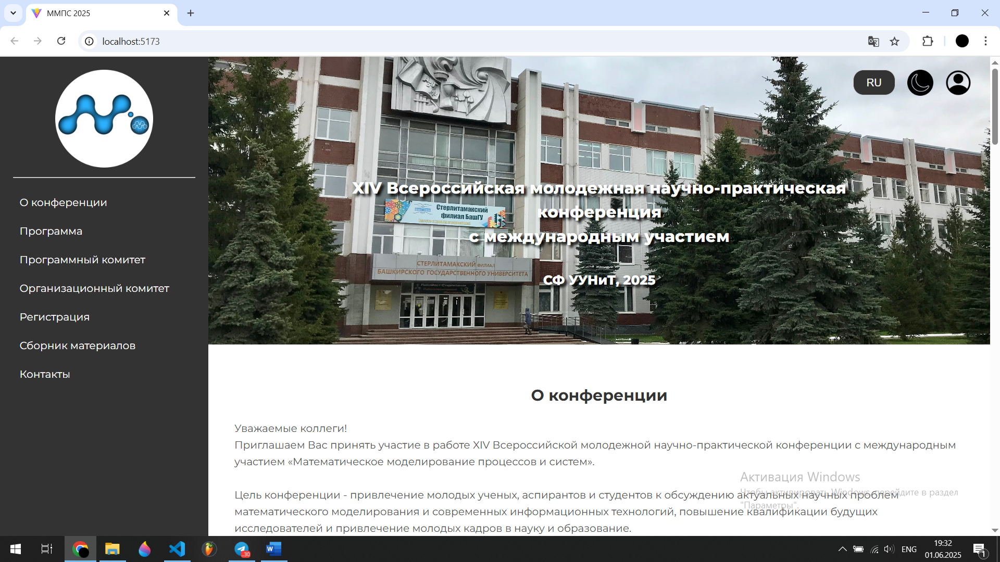 ММПС 2025
localhost:5173
RU
О конференции
Программа
Программный комитет
Организационный комитет
Регистрация
Сборник материалов
Контакты
XIV Всероссийская молодежная научно-практическая
конференция
с международным участием
СФ УУНиТ, 2025
Стерлитамакский
филиал БашГУ
СТЕРЛИТАМАКСКИЙ ФИЛИАЛ
БАШКИРСКОГО ГОСУДАРСТВЕННОГО УНИВЕРСИТЕТА
О конференции
Уважаемые коллеги!
Приглашаем Вас принять участие в работе XIV Всероссийской молодежной научно-практической конференции с международным
участием «Математическое моделирование процессов и систем».
Цель конференции - привлечение молодых ученых, аспирантов и студентов к обсуждению актуальных научных проблем
математического моделирования и современных информационных технологий, повышение квалификации будущих
исследователей и привлечение молодых кадров в науку и образование.
Активация Windows
Чтобы активировать Windows, перейдите в раздел
"Параметры".
..30
ENG
19:32
01.06.2025
1